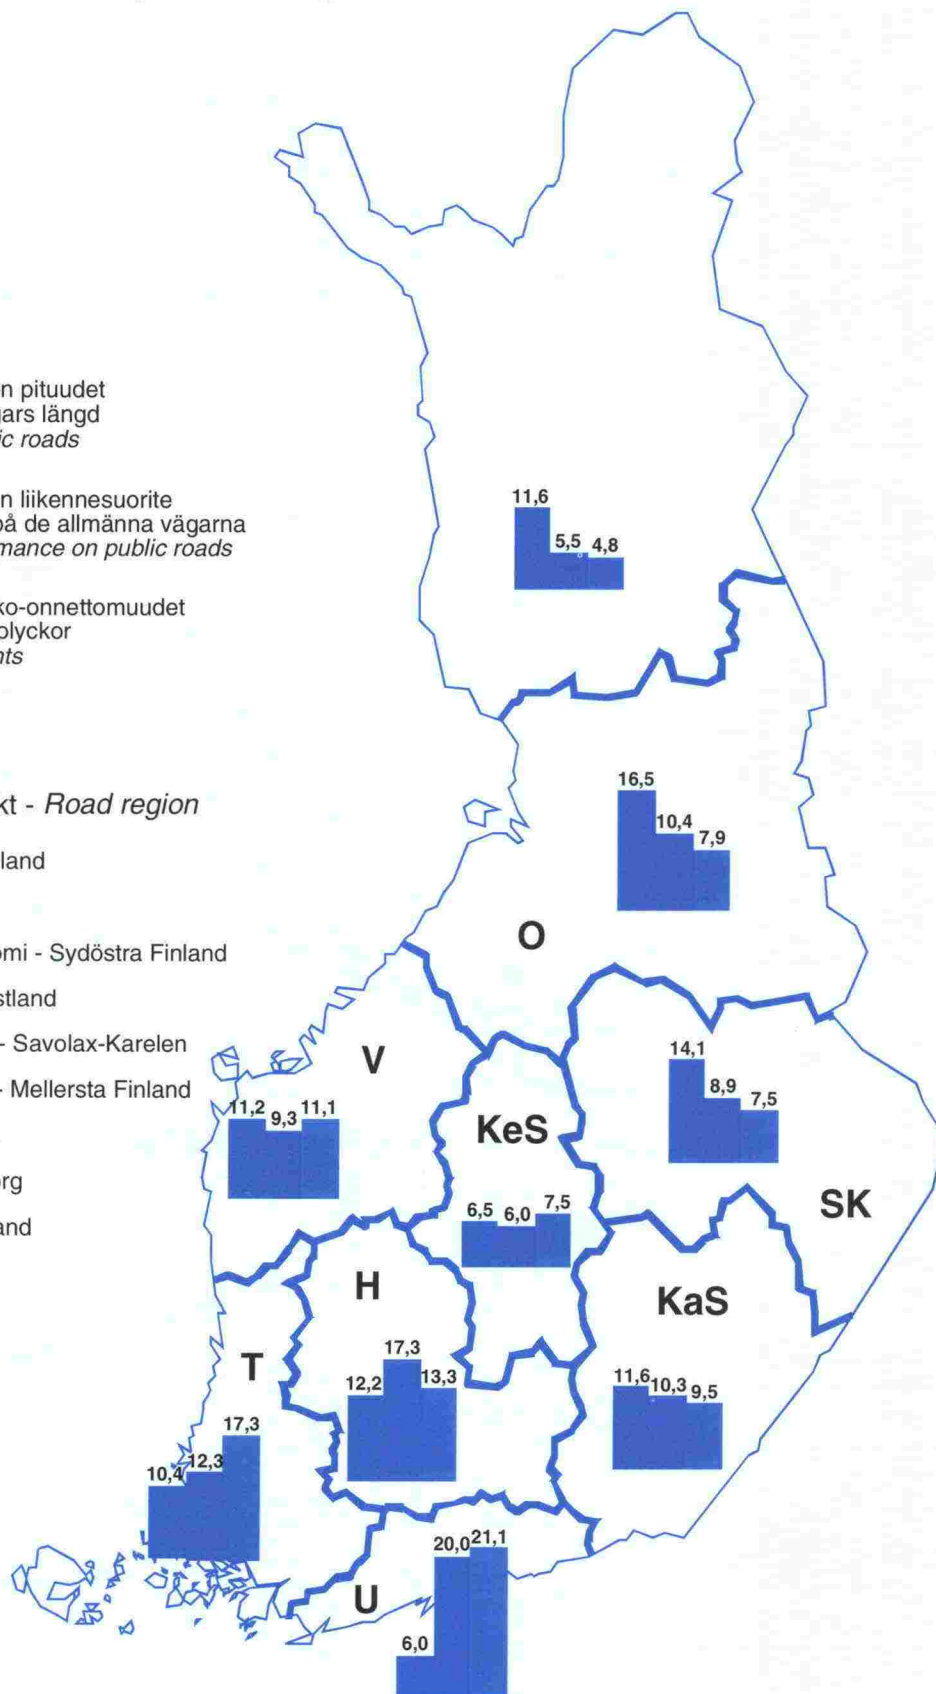 n pituudet
gars längd
ic roads
n liikennesuorite
på de allmänna vägarna
mance on public roads
ko-onnettomuudet
olyckor
nts
kt - Road region
land
omi - Sydöstra Finland
stland
- Savolax-Karelen
- Mellersta Finland
org
and
11,6
5,5 4,8
16,5
10,4
7,9
O
V
11,2 9,3 11,1
KeS
6,5 6,0 7,5
14,1
8,9
7,5
SK
H
17,3
12,2 13,3
KaS
11,6 10,3 9,5
T
17,3
10,4 12,3
U
20,0 21,1
6,0